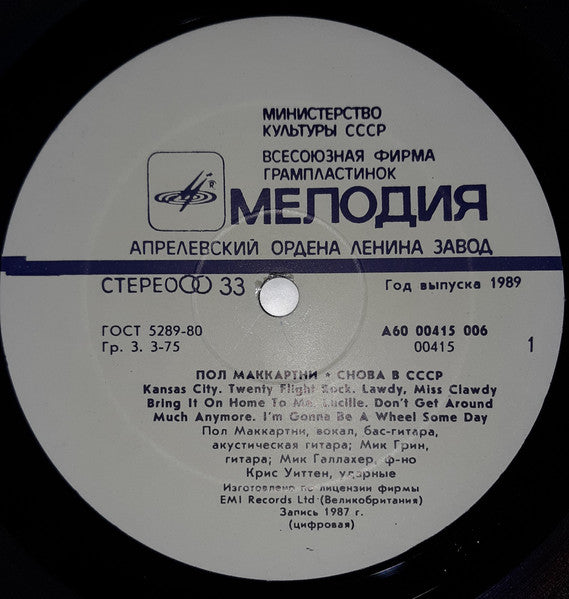 МИНИСТЕРСТВО
КУЛЬТУРЫ СССР
ВСЕСОЮЗНАЯ ФИРМА
ГРАМПЛАСТИНОК
МЕЛОДИЯ
АПРЕЛЕВСКИЙ ОРДЕНА ЛЕНИНА ЗАВОД
СТЕРЕО 33
Год выпуска 1989
ГОСТ 5289-80
А60 00415 006
Гр. 3. 3-75
00415
1
ПОЛ МАККАРТНИ • СНОВА В СССР
Kansas City. Twenty Flight Rock. Lawdy, Miss Clawdy
Bring It On Home To Me. Lucille. Don't Get Around
Much Anymore. I'm Gonna Be A Wheel Some Day
Пол Маккартни, вокал, бас-гитара,
акустическая гитара; Мик Грин,
гитара; Мик Галлахер, ф-но
Крис Уиттен, ударные
Изготовлено по лицензии фирмы
EMI Records Ltd (Великобритания)
Запись 1987 г.
(цифровая)